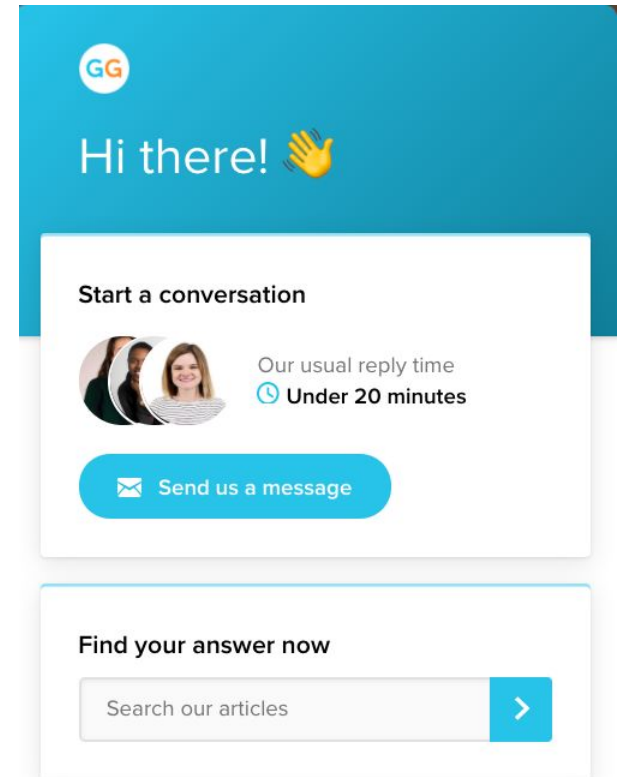 GG
Hi there! 👋
Start a conversation
Our usual reply time
Under 20 minutes
Send us a message
Find your answer now
Search our articles